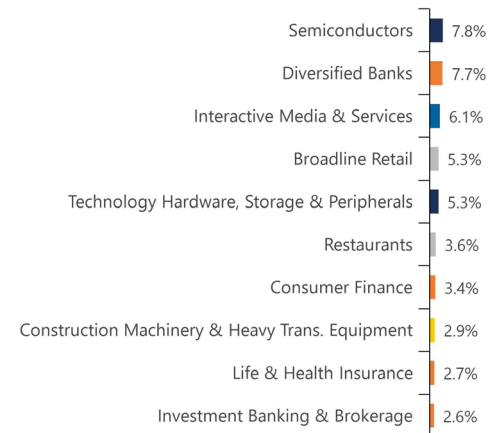 Semiconductors 7.8%
Diversified Banks 7.7%
Interactive Media & Services 6.1%
Broadline Retail 5.3%
Technology Hardware, Storage & Peripherals 5.3%
Restaurants 3.6%
Consumer Finance 3.4%
Construction Machinery & Heavy Trans. Equipment 2.9%
Life & Health Insurance 2.7%
Investment Banking & Brokerage 2.6%